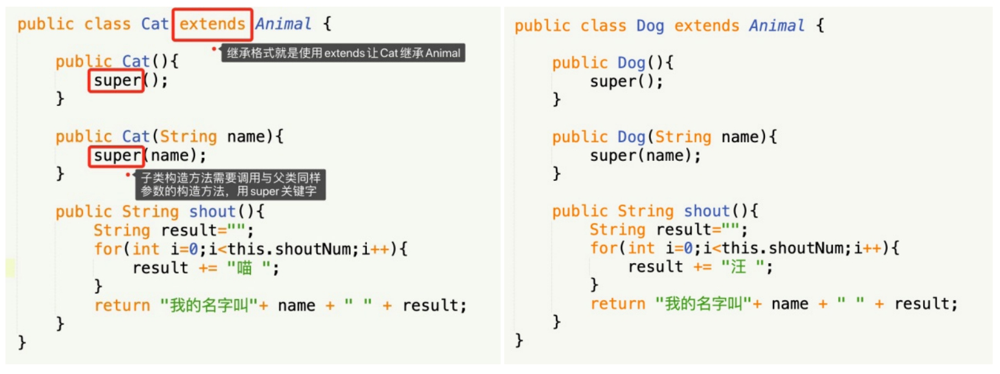 public class Cat extends Animal {
继承格式就是使用extends让Cat继承Animal
public Cat(){
super();
}
public Cat(String name){
super(name);
}
子类构造方法需要调用与父类同样
参数的构造方法，用super关键字
public String shout(){
String result="";
for(int i=0;i<this.shoutNum;i++){
result += "喵 ";
}
return "我的名字叫"+ name + " " + result;
}
}
public class Dog extends Animal {
public Dog(){
super();
}
public Dog(String name){
super(name);
}
public String shout(){
String result="";
for(int i=0;i<this.shoutNum;i++){
result += "汪 ";
}
return "我的名字叫"+ name + " " + result;
}
}